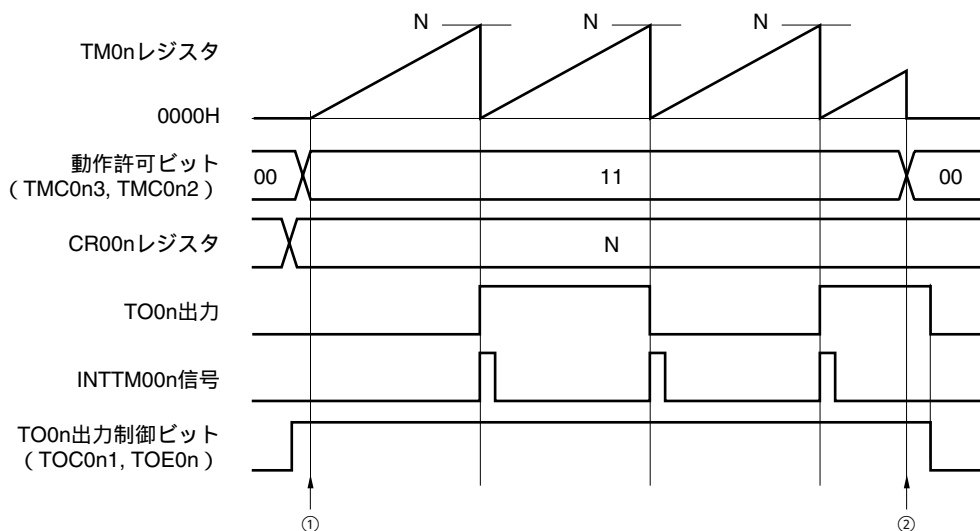 N N N
TM0nレジスタ
0000H
動作許可ビット
( TMC0n3, TMC0n2 )
00 11 00
CR00nレジスタ
N
TO0n出力
INTTM00n信号
TO0n出力制御ビット
( TOC0n1, TOE0n )
① ②